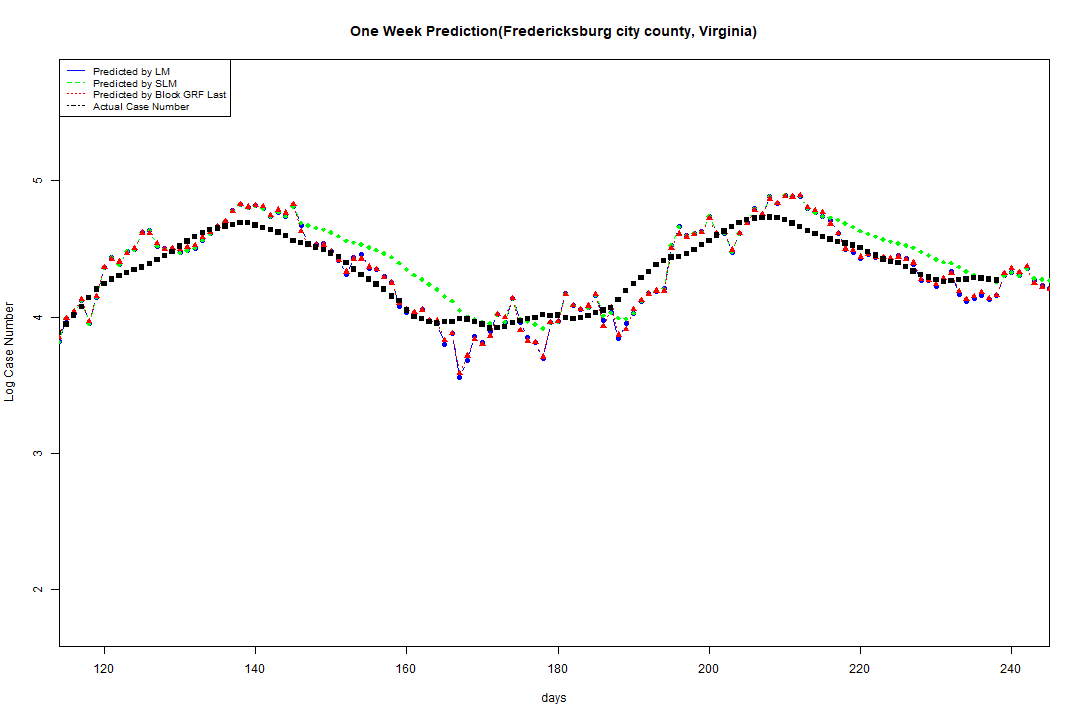 One Week Prediction(Fredericksburg city county, Virginia)
Predicted by LM
Predicted by SLM
Predicted by Block GRF Last
Actual Case Number
5
4
3
2
Log Case Number
120 140 160 180 200 220 240
days